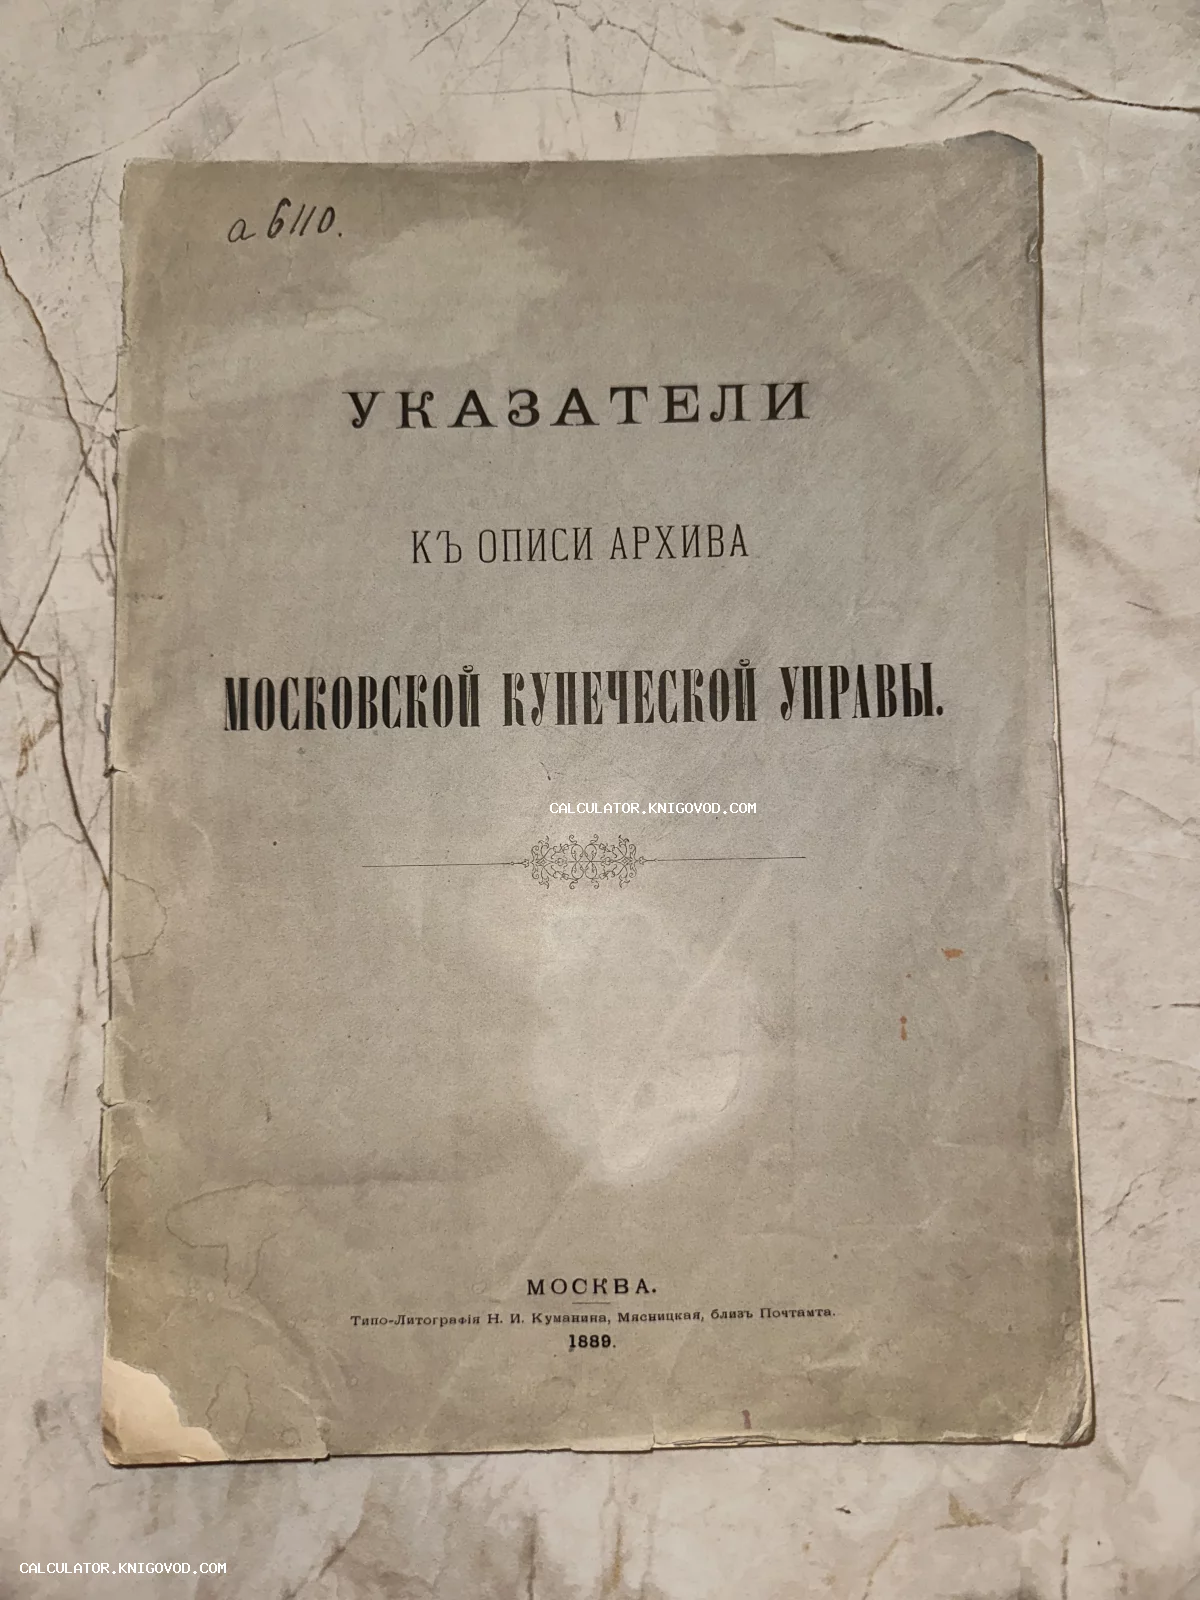 а 6110.
УКАЗАТЕЛИ
КЪ ОПИСИ АРХИВА
МОСКОВСКОЙ КУПЕЧЕСКОЙ УПРАВЫ.
CALCULATOR.KNIGOVOD.COM
МОСКВА.
Типо-Литографія Н. И. Куманина, Мясницкая, близъ Почтамта.
1889.
CALCULATOR.KNIGOVOD.COM